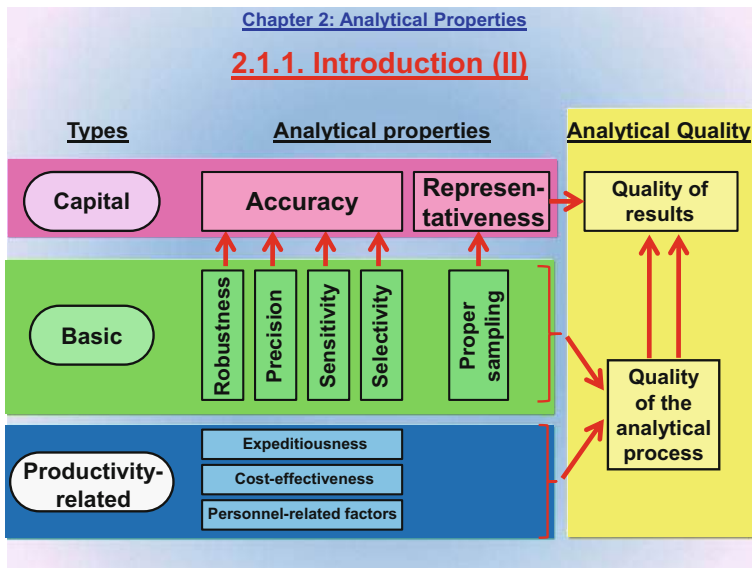 Chapter 2: Analytical Properties
2.1.1. Introduction (II)
Types
Analytical properties
Analytical Quality
Capital
Accuracy
Represen-
tativeness
Quality of
results
Basic
Robustness
Precision
Sensitivity
Selectivity
Proper
sampling
Quality
of the
analytical
process
Productivity-
related
Expeditiousness
Cost-effectiveness
Personnel-related factors